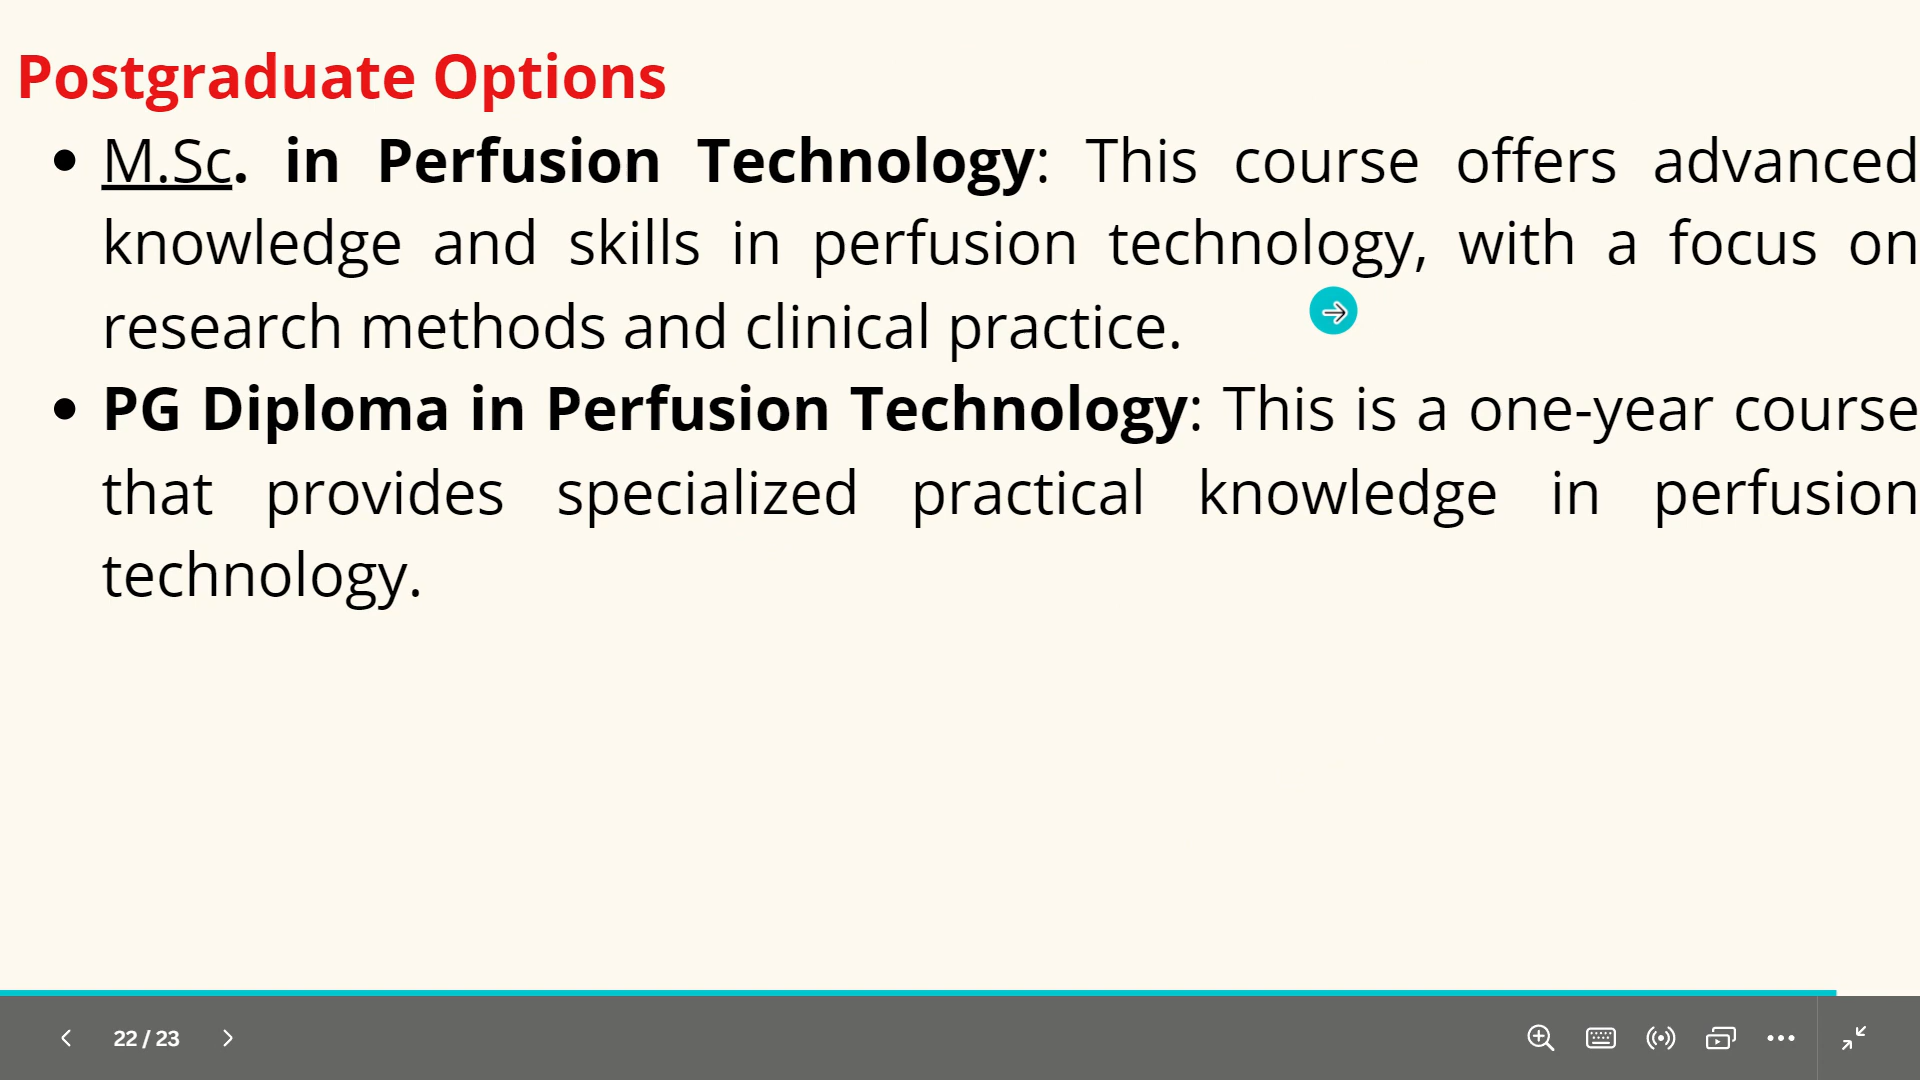 Postgraduate Options
• M.Sc. in Perfusion Technology: This course offers advanced
knowledge and skills in perfusion technology, with a focus on
research methods and clinical practice.
• PG Diploma in Perfusion Technology: This is a one-year course
that provides specialized practical knowledge in perfusion
technology.
22 / 23